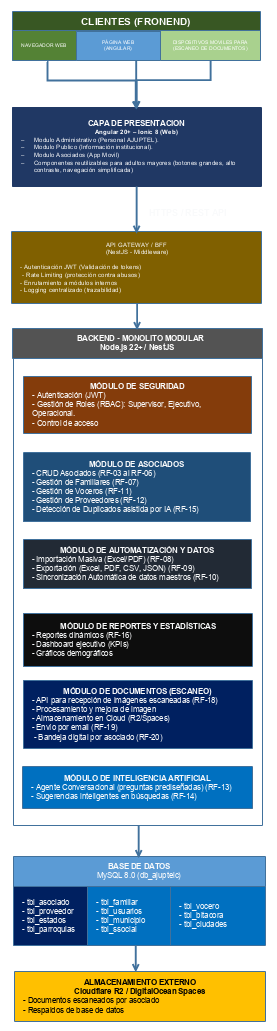 CLIENTES (FRONEND)
NAVEGADOR WEB
PÁGINA WEB
(ANGULAR)
DISPOSITIVOS MOVILES PARA
(ESCANEO DE DOCUMENTOS)
CAPA DE PRESENTACION
Angular 20+ – Ionic 8 (Web)
– Modulo Administrativo (Personal AJUPTEL).
– Modulo Publico (Información institucional).
– Modulo Asociados (App Movil)
– Componentes reutilizables para adultos mayores (botones grandes, alto
contraste, navegación simplificada)
API GATEWAY / BFF
(NestJS - Middleware)
- Autenticación JWT (Validación de tokens)
- Rate Limiting (protección contra abusos)
- Enrutamiento a módulos internos
- Logging centralizado (trazabilidad)
BACKEND - MONOLITO MODULAR
Node.js 22+ / NestJS
MÓDULO DE SEGURIDAD
- Autenticación (JWT)
- Gestión de Roles (RBAC): Supervisor, Ejecutivo,
Operacional.
- Control de acceso
MÓDULO DE ASOCIADOS
- CRUD Asociados (RF-03 al RF-06)
- Gestión de Familiares (RF-07)
- Gestión de Voceros (RF-11)
- Gestión de Proveedores (RF-12)
- Detección de Duplicados asistida por IA (RF-15)
MÓDULO DE AUTOMATIZACIÓN Y DATOS
- Importación Masiva (Excel/PDF) (RF-08)
- Exportación (Excel, PDF, CSV, JSON) (RF-09)
- Sincronización Automática de datos maestros (RF-10)
MÓDULO DE REPORTES Y ESTADÍSTICAS
- Reportes dinámicos (RF-16)
- Dashboard ejecutivo (KPIs)
- Gráficos demográficos
MÓDULO DE DOCUMENTOS (ESCANEO)
- API para recepción de imágenes escaneadas (RF-18)
- Procesamiento y mejora de imagen
- Almacenamiento en Cloud (R2/Spaces)
- Envío por email (RF-19)
- Bandeja digital por asociado (RF-20)
MÓDULO DE INTELIGENCIA ARTIFICIAL
- Agente Conversacional (preguntas prediseñadas) (RF-13)
- Sugerencias inteligentes en búsquedas (RF-14)
BASE DE DATOS
MySQL 8.0 (db_ajuptelc)
- tbl_asociado
- tbl_proveedor
- tbl_estados
- tbl_parroquias
- tbl_familiar
- tbl_usuarios
- tbl_municipio
- tbl_ssocial
- tbl_vocero
- tbl_bitacora
- tbl_ciudades
ALMACENAMIENTO EXTERNO
Cloudflare R2 / DigitalOcean Spaces
- Documentos escaneados por asociado
- Respaldos de base de datos